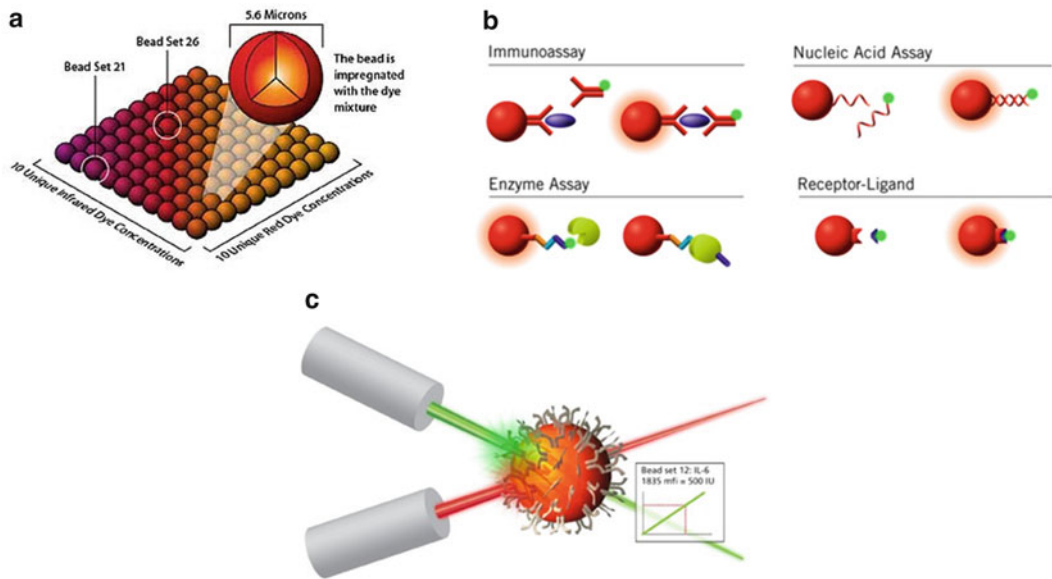 a
5.6 Microns
Bead Set 26
Bead Set 21
The bead is
impregnated
with the dye
mixture
10 Unique Infrared Dye Concentrations
10 Unique Red Dye Concentrations
b
Immunoassay
Nucleic Acid Assay
Enzyme Assay
Receptor-Ligand
c
Bead set 12: IL-6
1835 mfi = 500 IU